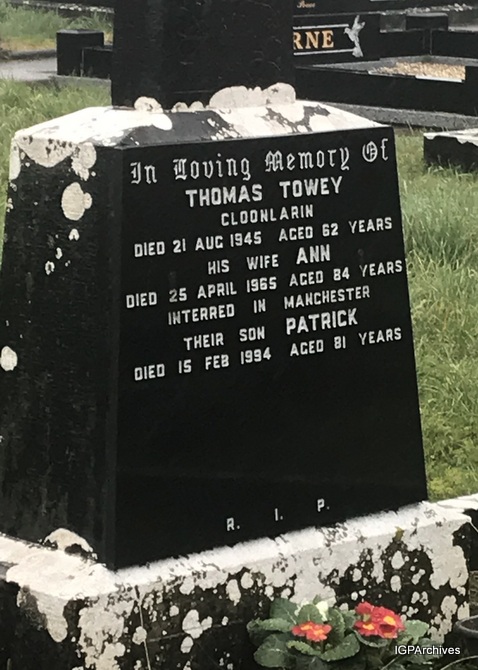 RNE
In Loving Memory Of
THOMAS TOWEY
CLOONLARIN
DIED 21 AUG 1945 AGED 62 YEARS
HIS WIFE ANN
DIED 25 APRIL 1965 AGED 84 YEARS
INTERRED IN MANCHESTER
THEIR SON PATRICK
DIED 15 FEB 1994 AGED 81 YEARS
R. I. P.
IGPArchives